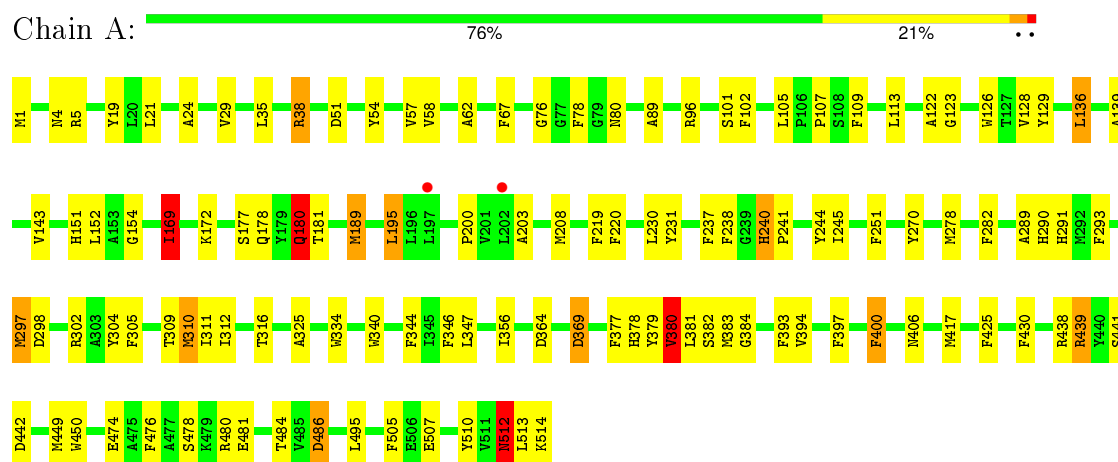 Chain A:
76% 21% • •
M1 N4 R5 Y19 L20 L21 A24 V29 L35 R38 D51 Y54 V57 V58 A62 F67 G76 G77 F78 G79 N80 A89 R96 S101 F102 L105 P106 P107 S108 F109 L113 A122 G123 W126 T127 V128 Y129 L136 A139
V143 H151 L152 A153 G154 I169 K172 S177 Q178 Y179 Q180 T181 M189 L195 L196 L197 P200 V201 L202 A203 M208 F219 F220 L230 Y231 F237 F238 G239 H240 P241 Y244 I245 F251 Y270 M278 F282 A289 H290 H291 M292 F293
M297 D298 R302 A303 Y304 F305 T309 M310 I311 I312 T316 A325 W334 W340 F344 I345 F346 L347 I356 D364 D369 F377 H378 Y379 V380 L381 S382 M383 G384 F393 V394 F397 F400 N406 M417 F425 F430 R438 R439 Y440 S441
D442 M449 W450 E474 A475 F476 A477 S478 K479 R480 E481 T484 V485 D486 L495 F505 E506 E507 Y510 V511 N512 L513 K514